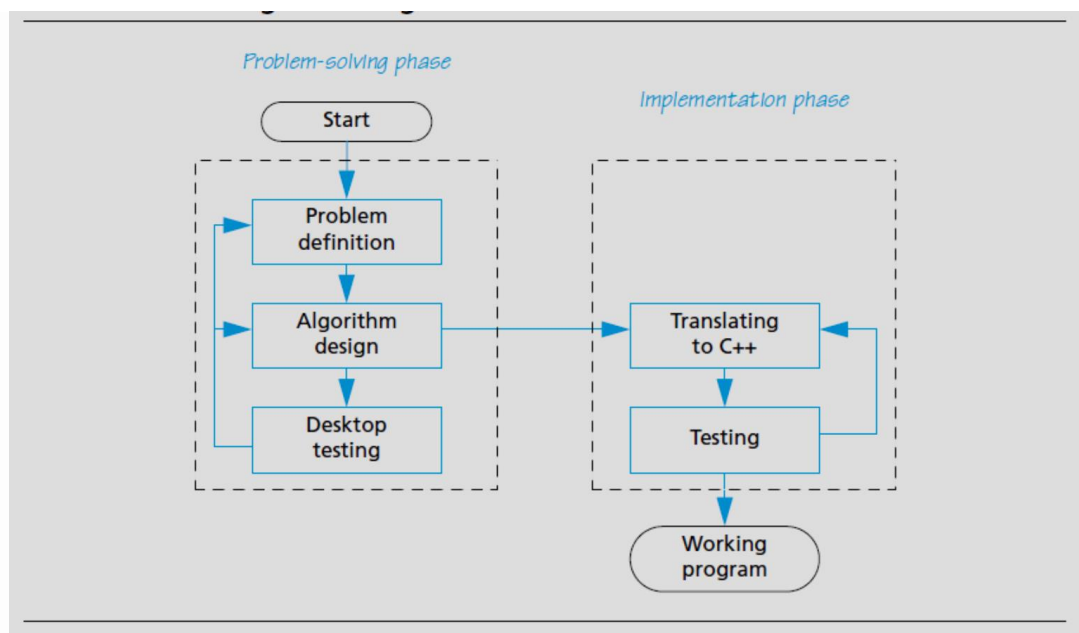 Problem-solving phase
Implementation phase
Start
Problem
definition
Algorithm
design
Desktop
testing
Translating
to C++
Testing
Working
program